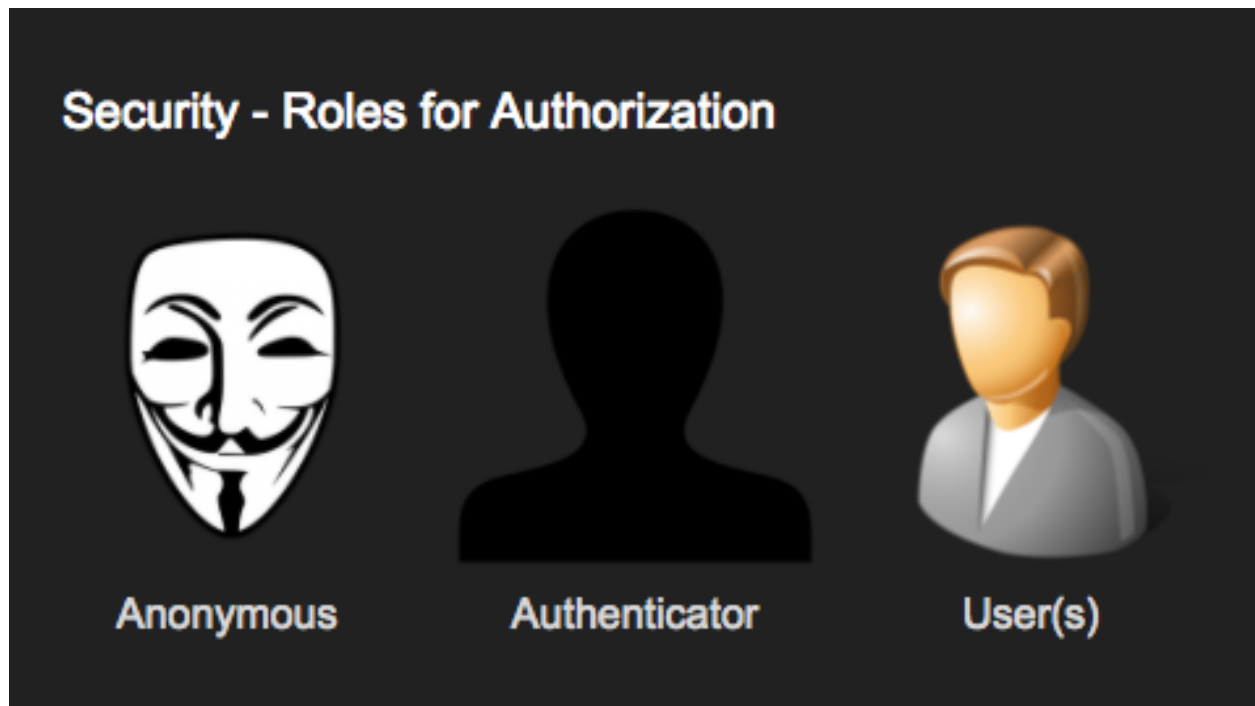 Security - Roles for Authorization
Anonymous
Authenticator
User(s)